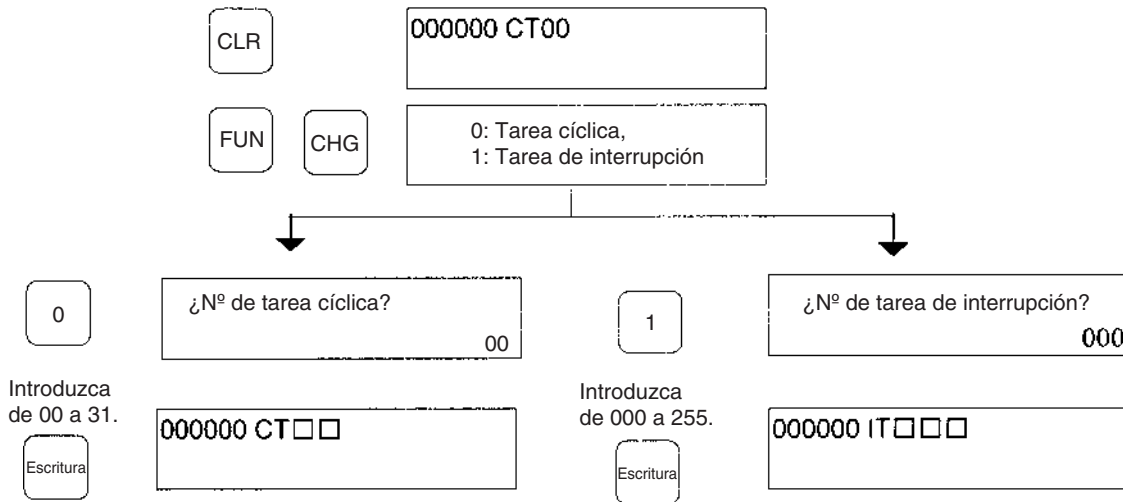 CLR
000000 CT00
FUN
CHG
0: Tarea cíclica,
1: Tarea de interrupción
0
¿Nº de tarea cíclica?
00
1
¿Nº de tarea de interrupción?
000
Introduzca
de 00 a 31.
Escritura
000000 CT□□
Introduzca
de 000 a 255.
Escritura
000000 IT□□□